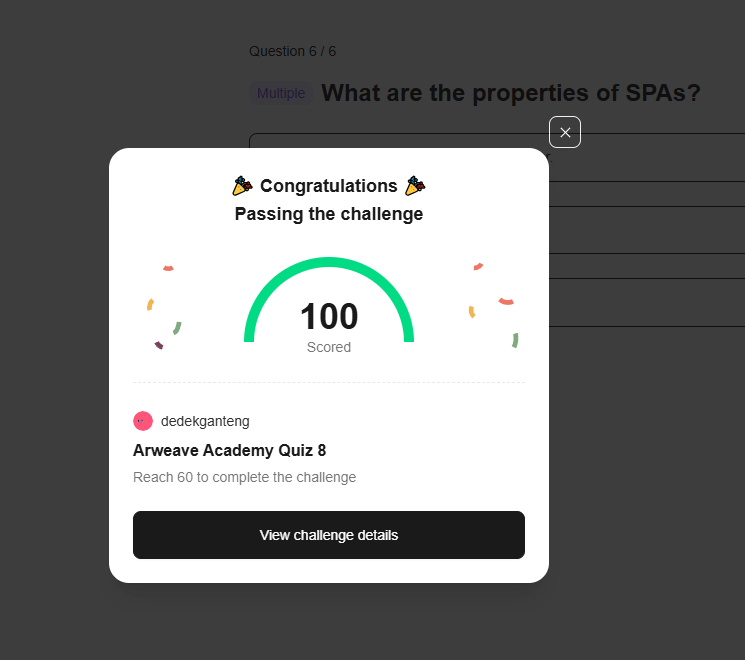 Question 6 / 6
Multiple What are the properties of SPAs?
🎉 Congratulations 🎉
Passing the challenge
100
Scored
dedekganteng
Arweave Academy Quiz 8
Reach 60 to complete the challenge
View challenge details